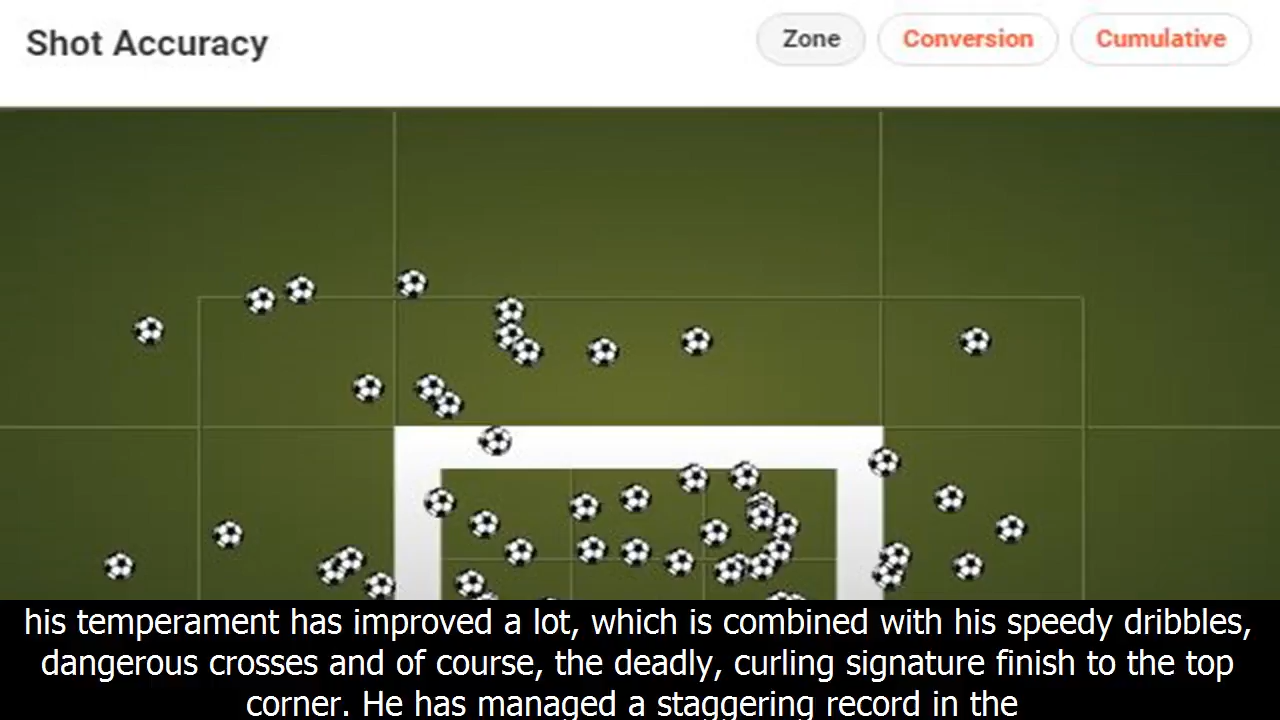 Shot Accuracy
Zone
Conversion
Cumulative
his temperament has improved a lot, which is combined with his speedy dribbles,
dangerous crosses and of course, the deadly, curling signature finish to the top
corner. He has managed a staggering record in the